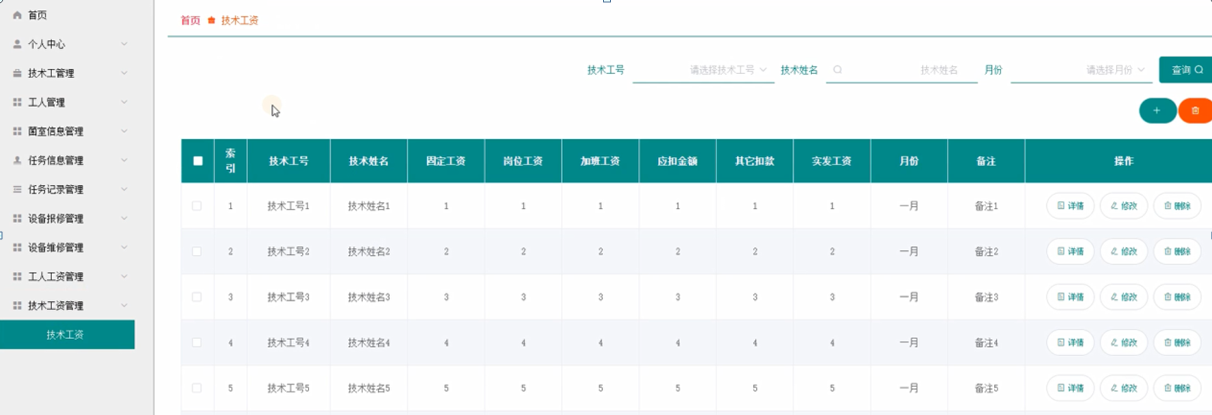 首页
个人中心
技术工管理
工人管理
菌室信息管理
任务信息管理
任务记录管理
设备报修管理
设备维修管理
工人工资管理
技术工资管理
技术工资
首页 技术工资
技术工号 请选择技术工号 技术姓名 技术姓名 月份 请选择月份 查询
索引 技术工号 技术姓名 固定工资 岗位工资 加班工资 应扣金额 其它扣款 实发工资 月份 备注 操作
1 技术工号1 技术姓名1 1 1 1 1 1 1 一月 备注1 详情 修改 删除
2 技术工号2 技术姓名2 2 2 2 2 2 2 一月 备注2 详情 修改 删除
3 技术工号3 技术姓名3 3 3 3 3 3 3 一月 备注3 详情 修改 删除
4 技术工号4 技术姓名4 4 4 4 4 4 4 一月 备注4 详情 修改 删除
5 技术工号5 技术姓名5 5 5 5 5 5 5 一月 备注5 详情 修改 删除